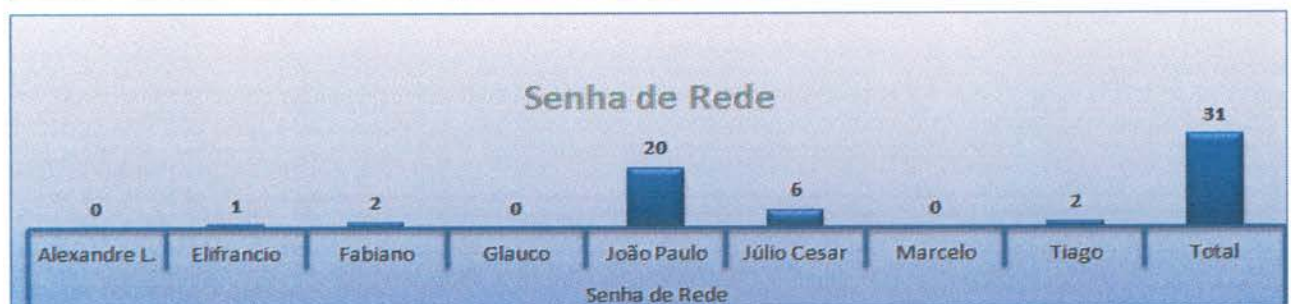 Senha de Rede
31
20
6
0 1 2 0 0 2
Alexandre L. Elifrancio Fabiano Glauco João Paulo Júlio Cesar Marcelo Tiago Total
Senha de Rede